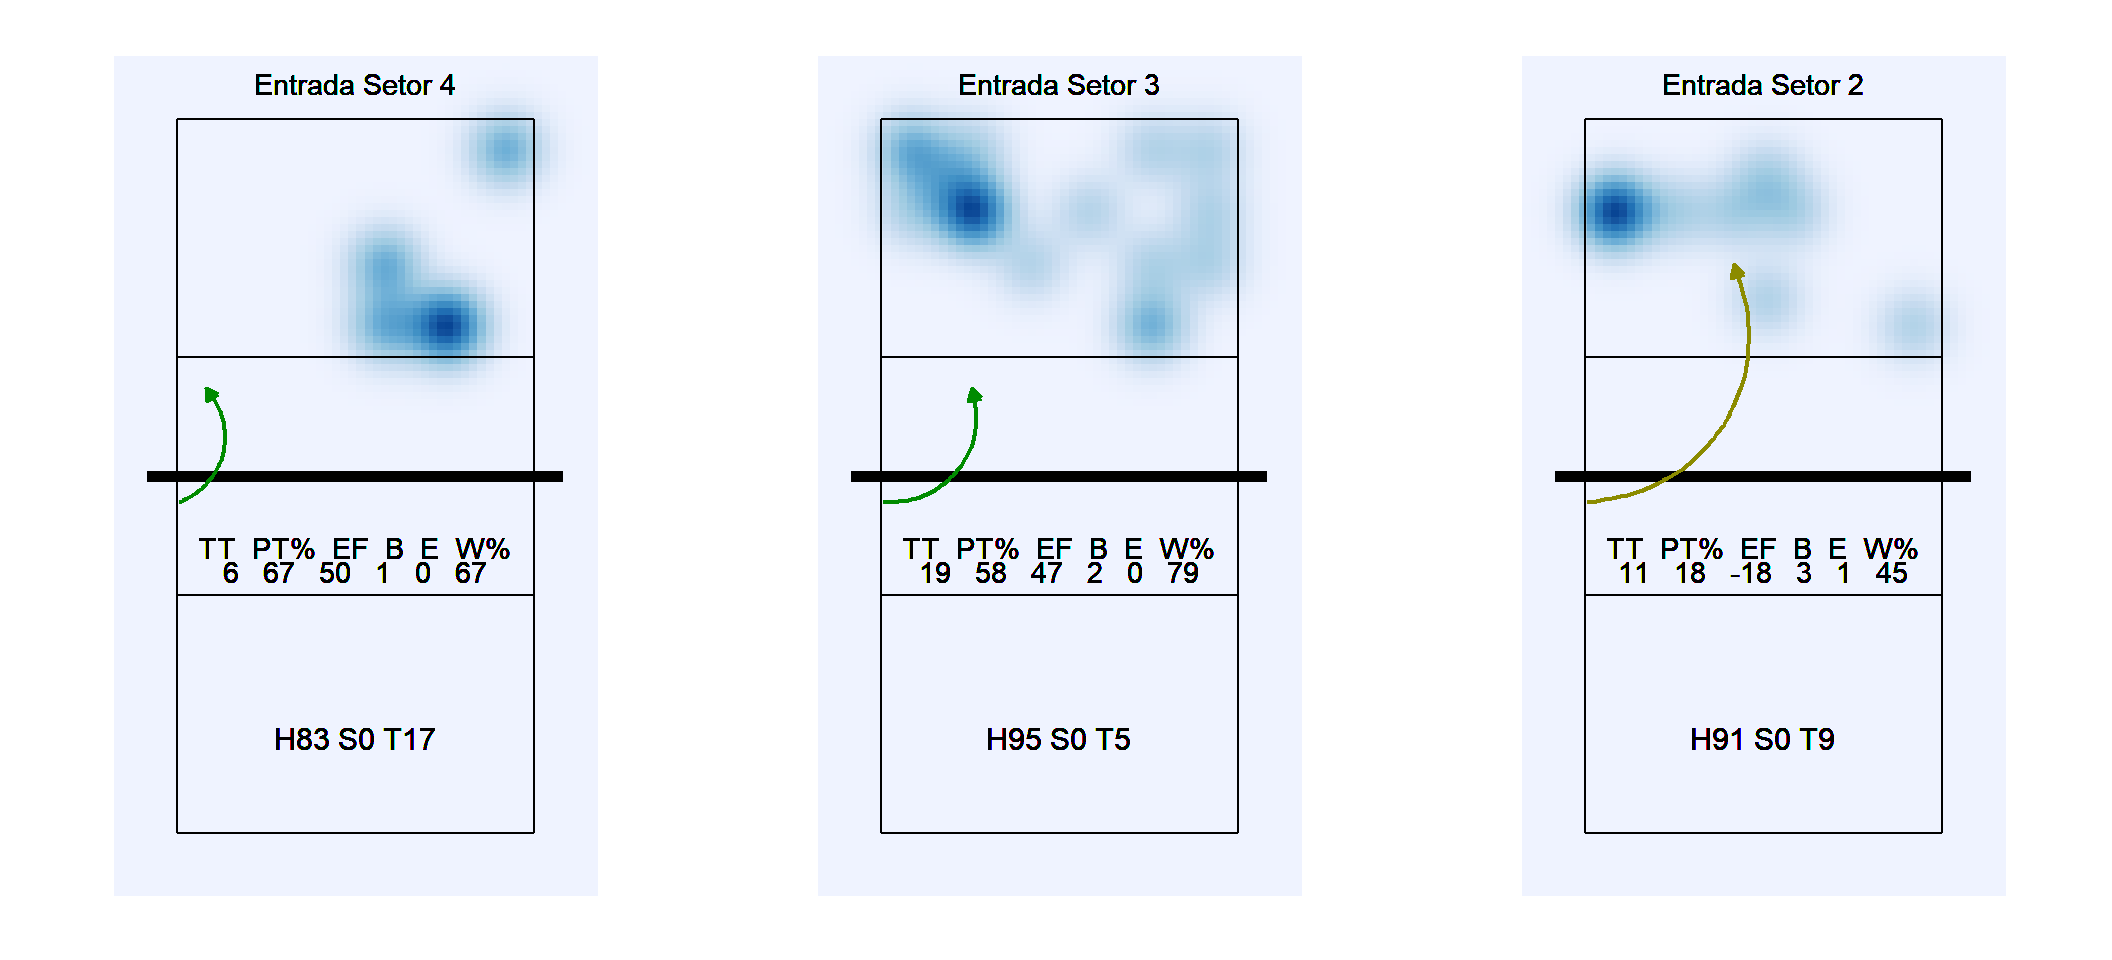 Entrada Setor 4
TT PT% EF B E W%
6 67 50 1 0 67
H83 S0 T17
Entrada Setor 3
TT PT% EF B E W%
19 58 47 2 0 79
H95 S0 T5
Entrada Setor 2
TT PT% EF B E W%
11 18 -18 3 1 45
H91 S0 T9